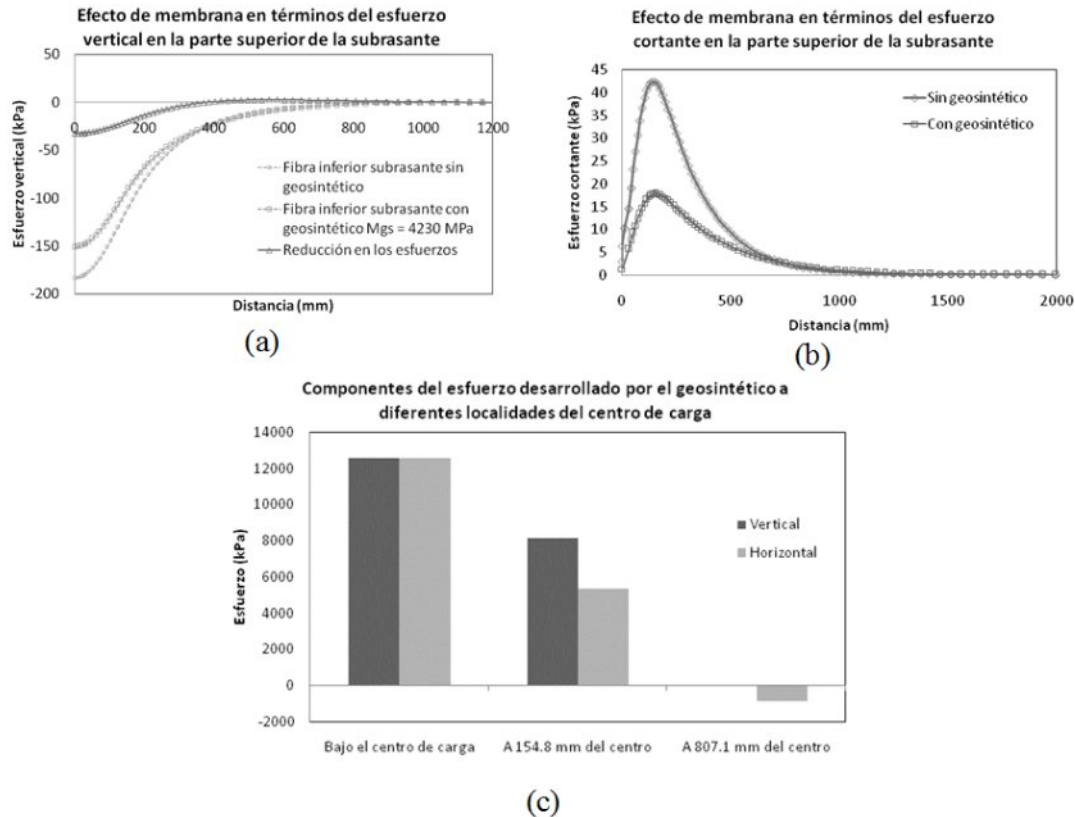 Efecto de membrana en términos del esfuerzo
vertical en la parte superior de la subrasante
50
0
-50
-100
-150
-200
0
200
400
600
800
1000
1200
Esfuerzo vertical (kPa)
Fibra inferior subrasante sin
geosintético
Fibra inferior subrasante con
geosintético Mgs = 4230 MPa
Reducción en los esfuerzos
Distancia (mm)
(a)
Efecto de membrana en términos del esfuerzo
cortante en la parte superior de la subrasante
45
40
35
30
25
20
15
10
5
0
Esfuerzo cortante (kPa)
Sin geosintético
Con geosintético
0
500
1000
1500
2000
Distancia (mm)
(b)
Componentes del esfuerzo desarrollado por el geosintético a
diferentes localidades del centro de carga
14000
12000
10000
8000
6000
4000
2000
0
-2000
Esfuerzo (kPa)
Vertical
Horizontal
Bajo el centro de carga
A 154.8 mm del centro
A 807.1 mm del centro
(c)